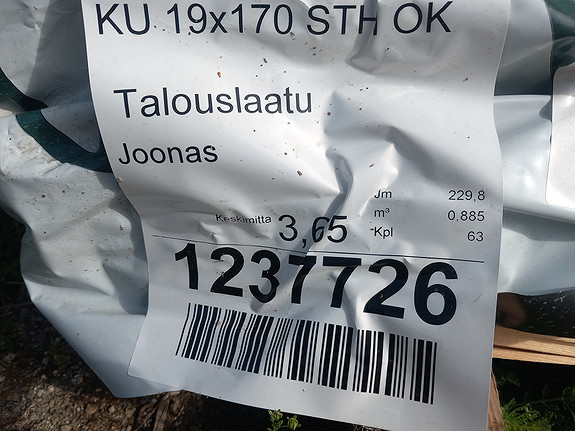 KU 19x170 STH OK
Talouslaatu
Joonas
Jm 229,8
m³ 0,885
Keskimitta 3,65 Kpl 63
1237726